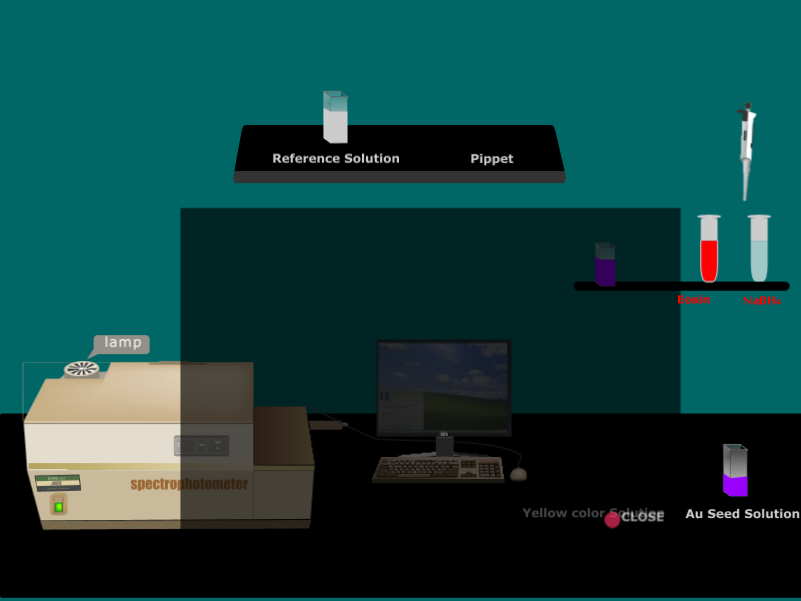 Reference Solution
Pippet
Eosin
NaBH₄
lamp
spectrophotometer
Yellow color Solution
CLOSE
Au Seed Solution